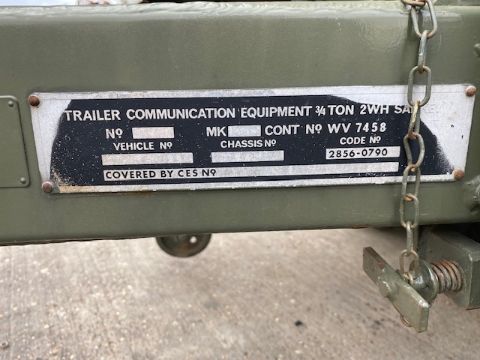 TRAILER COMMUNICATION EQUIPMENT ¾ TON 2WH SA
Nº MK CONT Nº WV 7458
VEHICLE Nº CHASSIS Nº CODE Nº
2856-0790
COVERED BY CES Nº